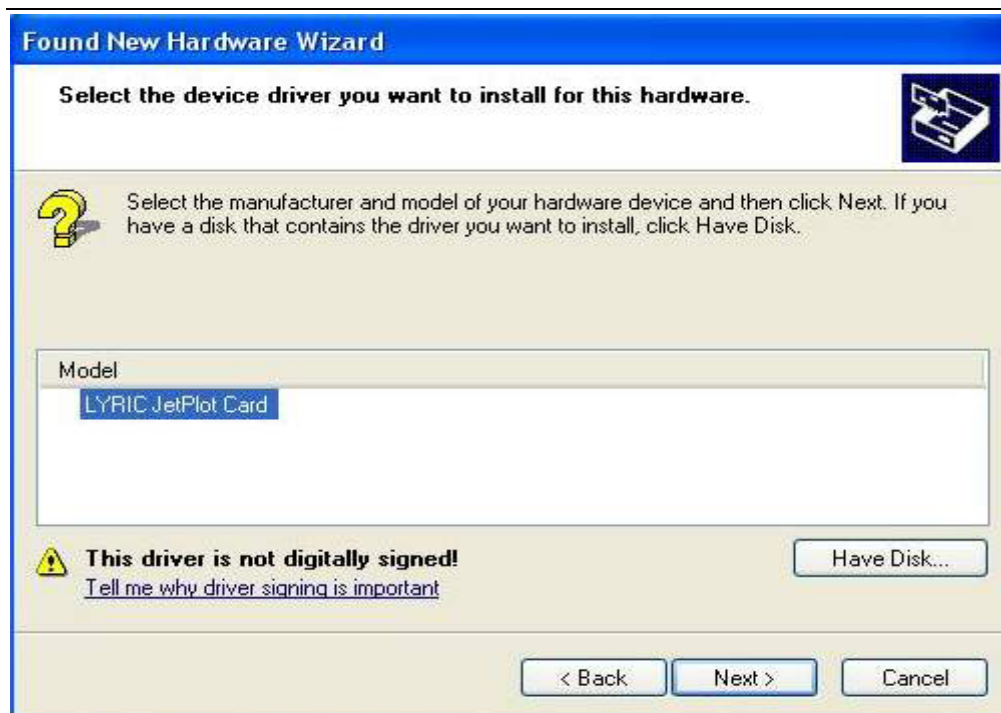 Found New Hardware Wizard
Select the device driver you want to install for this hardware.
Select the manufacturer and model of your hardware device and then click Next. If you
have a disk that contains the driver you want to install, click Have Disk.
Model
LYRIC JetPlot Card
This driver is not digitally signed!
Have Disk...
Tell me why driver signing is important
< Back
Next >
Cancel